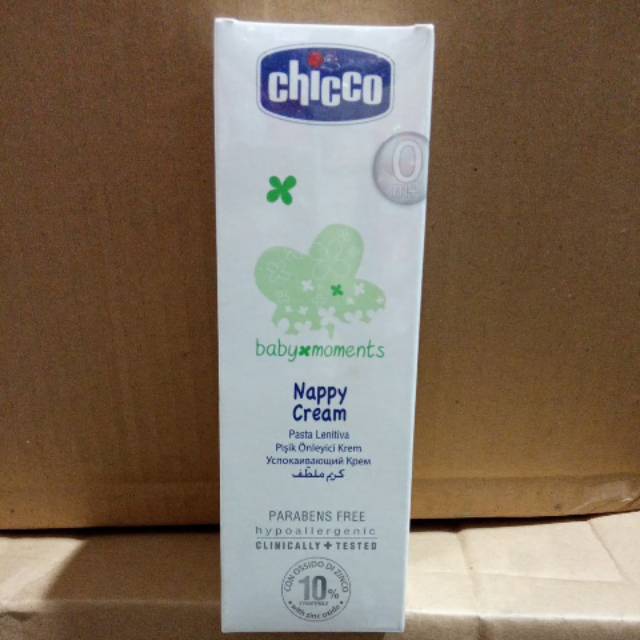 chicco
0
baby moments
Nappy
Cream
Pasta Lenitiva
Pişik Önleyici Krem
Успокаивающий Крем
كريم ملطّف
PARABENS FREE
hypoallergenic
CLINICALLY + TESTED
CON OSSIDO DI ZINCO
10%
with zinc oxide